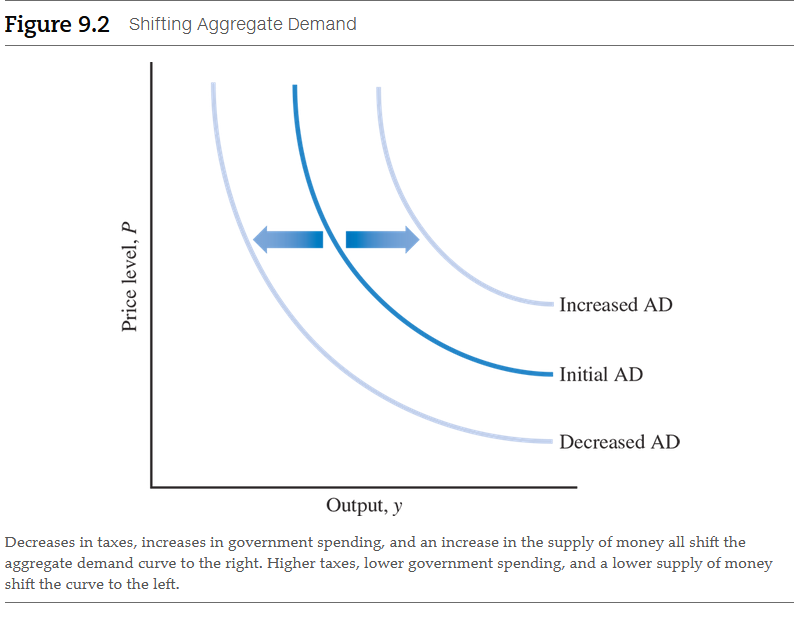 Figure 9.2 Shifting Aggregate Demand
Price level, P
Increased AD
Initial AD
Decreased AD
Output, y
Decreases in taxes, increases in government spending, and an increase in the supply of money all shift the
aggregate demand curve to the right. Higher taxes, lower government spending, and a lower supply of money
shift the curve to the left.